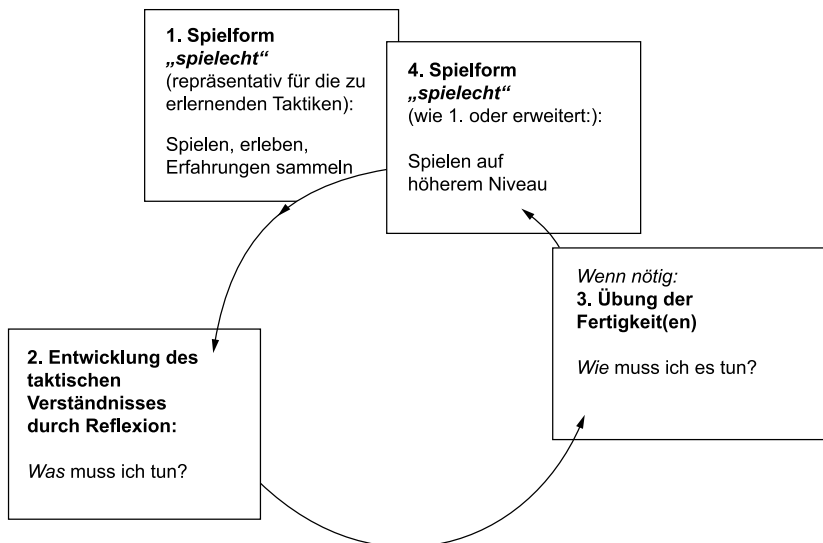 1. Spielform
„spielecht“
(repräsentativ für die zu
erlernenden Taktiken):
Spielen, erleben,
Erfahrungen sammeln
4. Spielform
„spielecht“
(wie 1. oder erweitert:):
Spielen auf
höherem Niveau
2. Entwicklung des
taktischen
Verständnisses
durch Reflexion:
Was muss ich tun?
Wenn nötig:
3. Übung der
Fertigkeit(en)
Wie muss ich es tun?